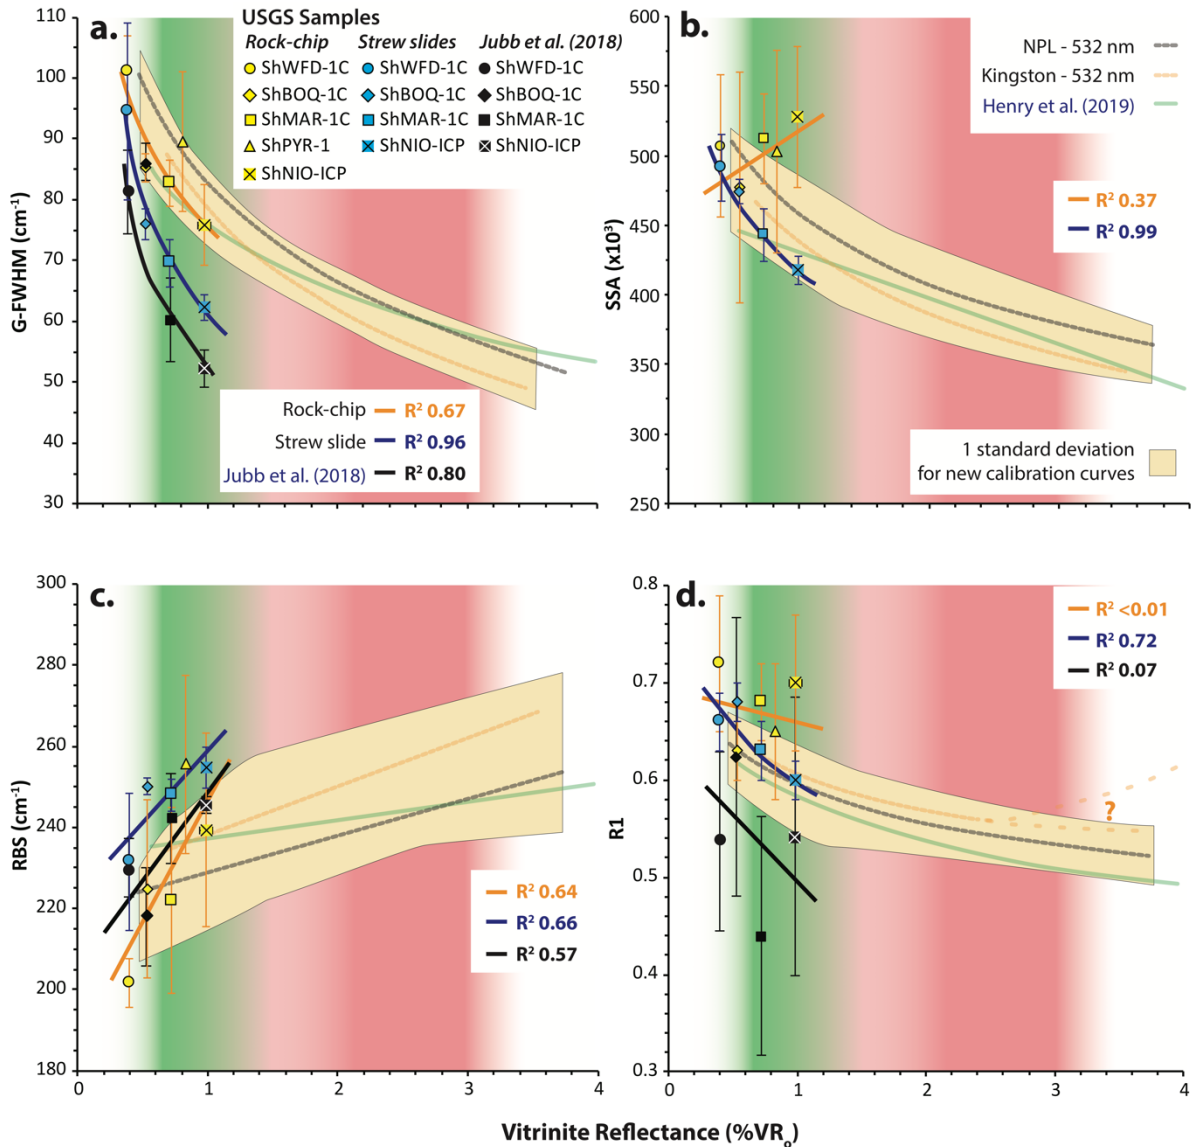 a.
USGS Samples
Rock-chip Strew slides Jubb et al. (2018)
ShWFD-1C ShWFD-1C ShWFD-1C
ShBOQ-1C ShBOQ-1C ShBOQ-1C
ShMAR-1C ShMAR-1C ShMAR-1C
ShPYR-1 ShNIO-ICP ShNIO-ICP
ShNIO-ICP
110
100
90
80
70
60
50
40
30
G-FWHM (cm⁻¹)
Rock-chip R² 0.67
Strew slide R² 0.96
Jubb et al. (2018) R² 0.80
b.
NPL - 532 nm
Kingston - 532 nm
Henry et al. (2019)
600
550
500
450
400
350
300
250
SSA (x10³)
R² 0.37
R² 0.99
1 standard deviation
for new calibration curves
c.
300
280
260
240
220
200
180
RBS (cm⁻¹)
R² 0.64
R² 0.66
R² 0.57
0 1 2 3 4
d.
0.8
0.7
0.6
0.5
0.4
0.3
R1
R² <0.01
R² 0.72
R² 0.07
?
0 1 2 3 4
Vitrinite Reflectance (%VRₒ)